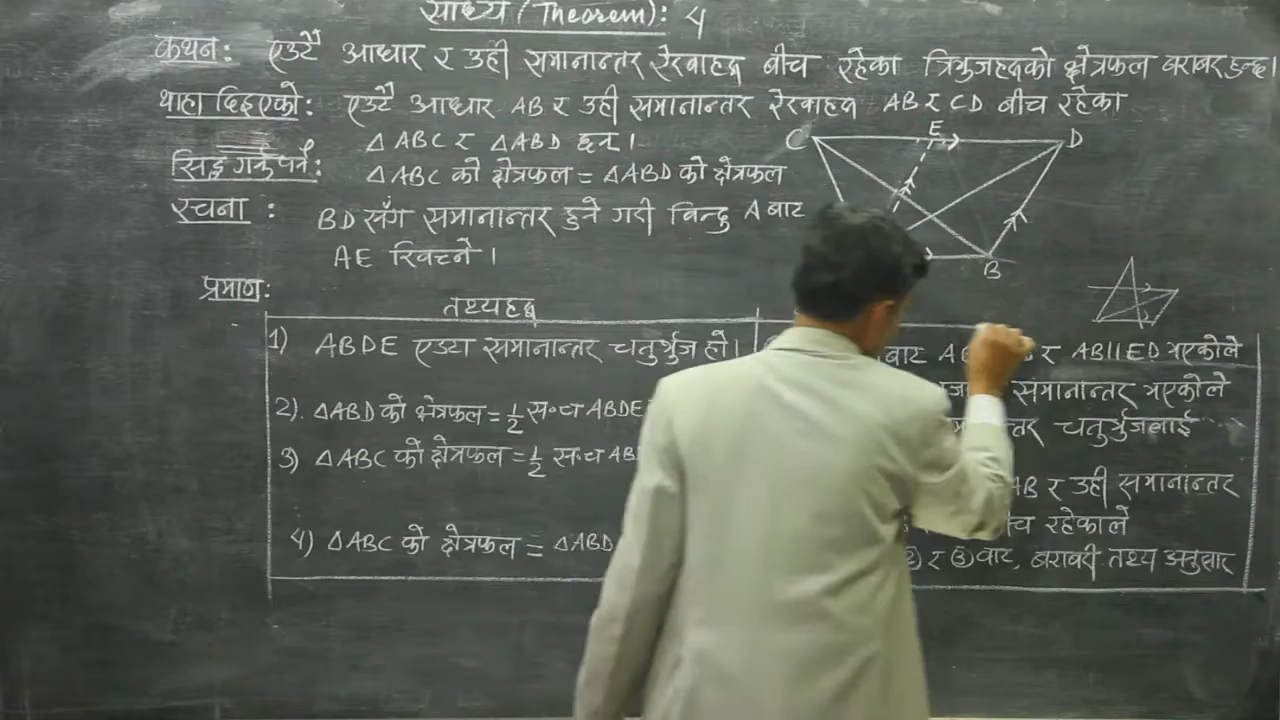 साध्य (Theorem): 4
कथन: एउटै आधार र उही समानान्तर रेखाहरू बीच रहेका त्रिभुजहरूको क्षेत्रफल बराबर हुन्छ।
थाहा दिइएको: एउटै आधार AB र उही समानान्तर रेखाहरू AB र CD बीच रहेका
△ABC र △ABD छन्।
सिद्ध गर्नुपर्ने: △ABC को क्षेत्रफल = △ABD को क्षेत्रफल
रचना : BD सँग समानान्तर हुने गरी बिन्दु A बाट
AE खिच्ने।
C E D
B
प्रमाण:
तथ्यहरू
1) ABDE एउटा समानान्तर चतुर्भुज हो। बाट A र AB||ED भएकोले
समानान्तर भएकोले
2). △ABD को क्षेत्रफल = 1/2 स.च ABDE चतुर्भुजलाई
3) △ABC को क्षेत्रफल = 1/2 स.च AB
AB र उही समानान्तर
बीच रहेकाले
4) △ABC को क्षेत्रफल = △ABD ② र ③ बाट, बराबरी तथ्य अनुसार